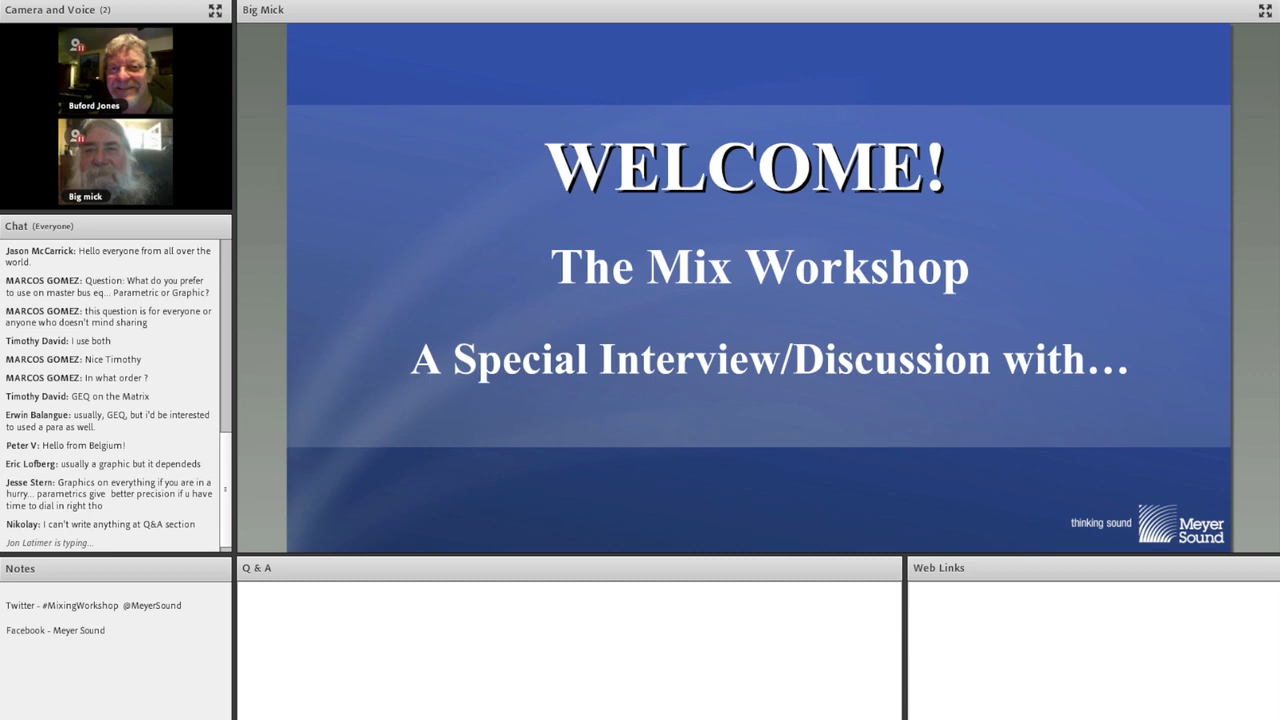 Camera and Voice (2)
Buford Jones
Big mick
Chat (Everyone)
Jason McCarrick: Hello everyone from all over the
world.
MARCOS GOMEZ: Question: What do you prefer
to use on master bus eq... Parametric or Graphic?
MARCOS GOMEZ: this question is for everyone or
anyone who doesn't mind sharing
Timothy David: I use both
MARCOS GOMEZ: Nice Timothy
MARCOS GOMEZ: In what order ?
Timothy David: GEQ on the Matrix
Erwin Balangue: usually, GEQ, but i'd be interested
to used a para as well.
Peter V: Hello from Belgium!
Eric Lofberg: usually a graphic but it dependeds
Jesse Stern: Graphics on everything if you are in a
hurry... parametrics give better precision if u have
time to dial in right tho
Nikolay: I can't write anything at Q&A section
Jon Latimer is typing...
Notes
Twitter - #MixingWorkshop @MeyerSound
Facebook - Meyer Sound
Big Mick
WELCOME!
The Mix Workshop
A Special Interview/Discussion with…
thinking sound
Meyer
Sound
Q & A
Web Links